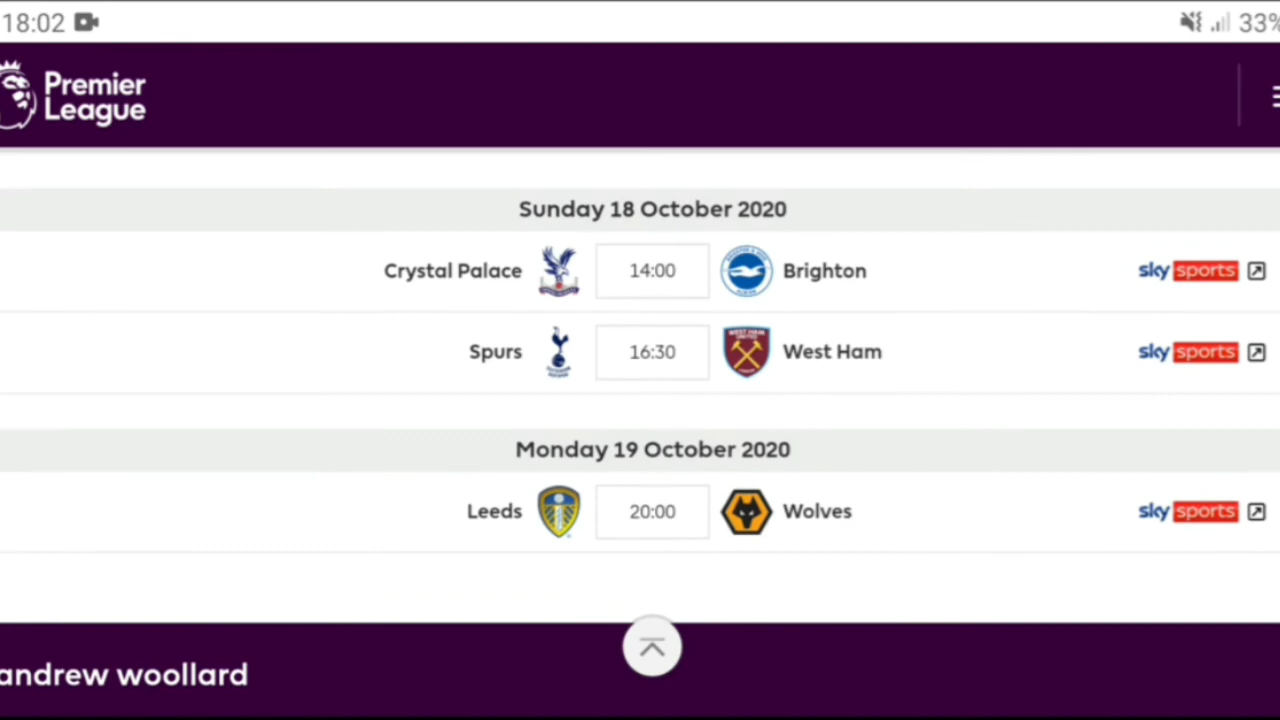 18:02 33%
Premier
League
Sunday 18 October 2020
Crystal Palace 14:00 Brighton sky sports
Spurs 16:30 West Ham sky sports
Monday 19 October 2020
Leeds 20:00 Wolves sky sports
andrew woollard